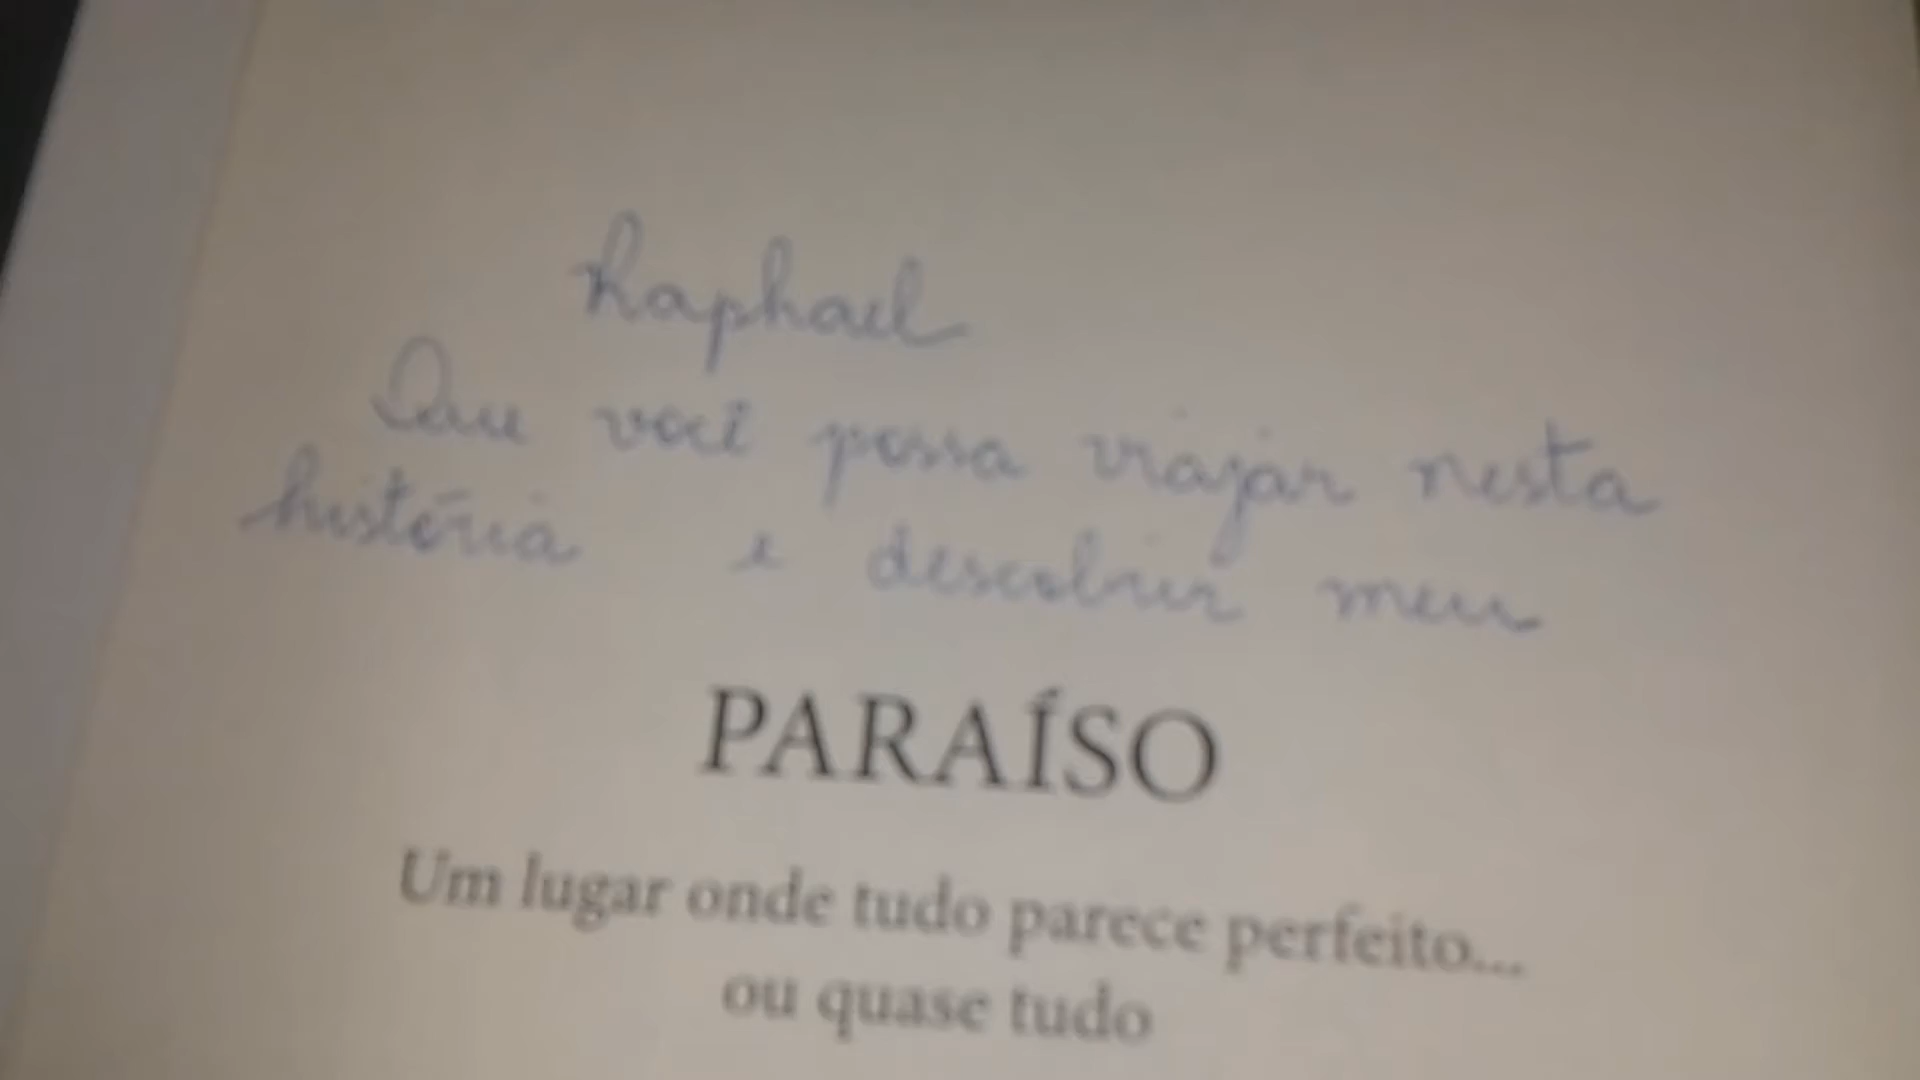 Raphael
Que você possa viajar nesta
história e descobrir meu
PARAÍSO
Um lugar onde tudo parece perfeito...
ou quase tudo